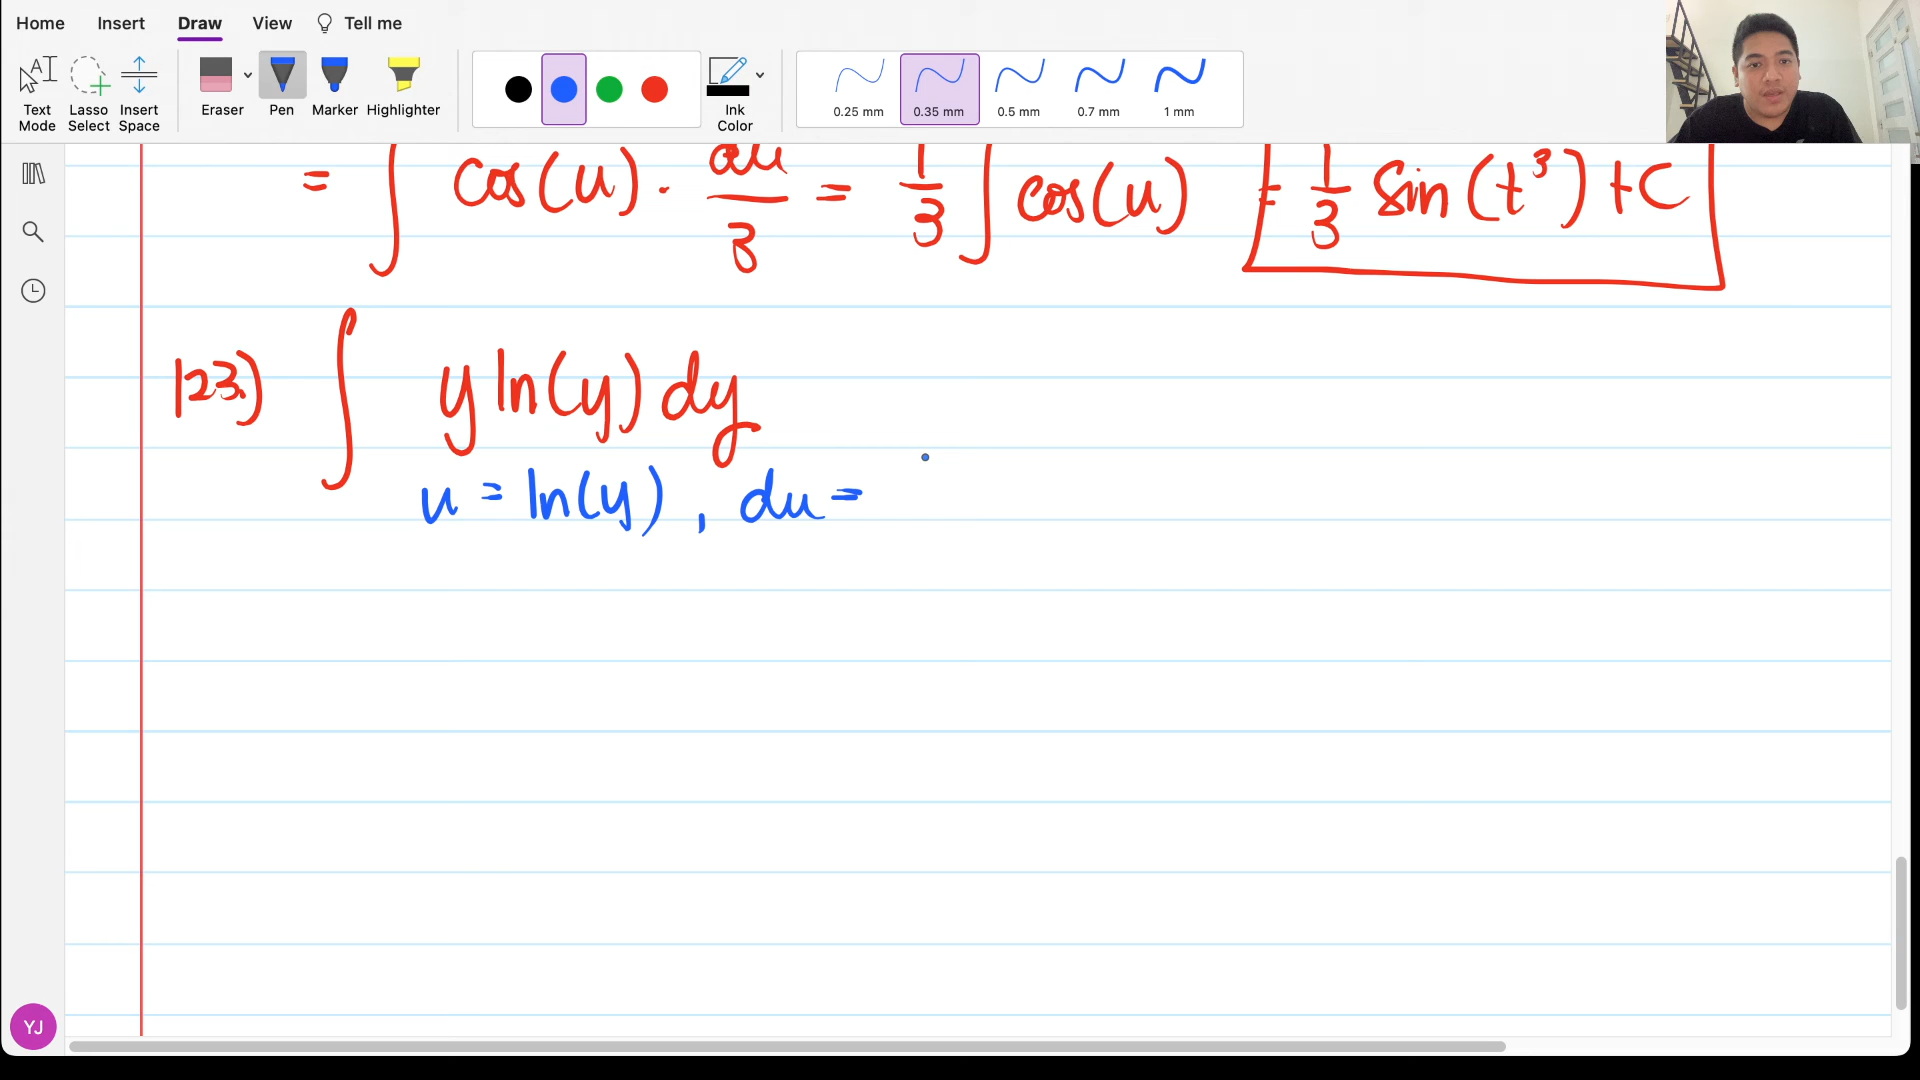 Home Insert Draw View Tell me
Text Mode Lasso Select Insert Space Eraser Pen Marker Highlighter Ink Color 0.25 mm 0.35 mm 0.5 mm 0.7 mm 1 mm
= ∫ cos(u) · du/3 = 1/3 ∫ cos(u) = 1/3 sin(t³) + C
123.) ∫ y ln(y) dy
u = ln(y) , du =
YJ